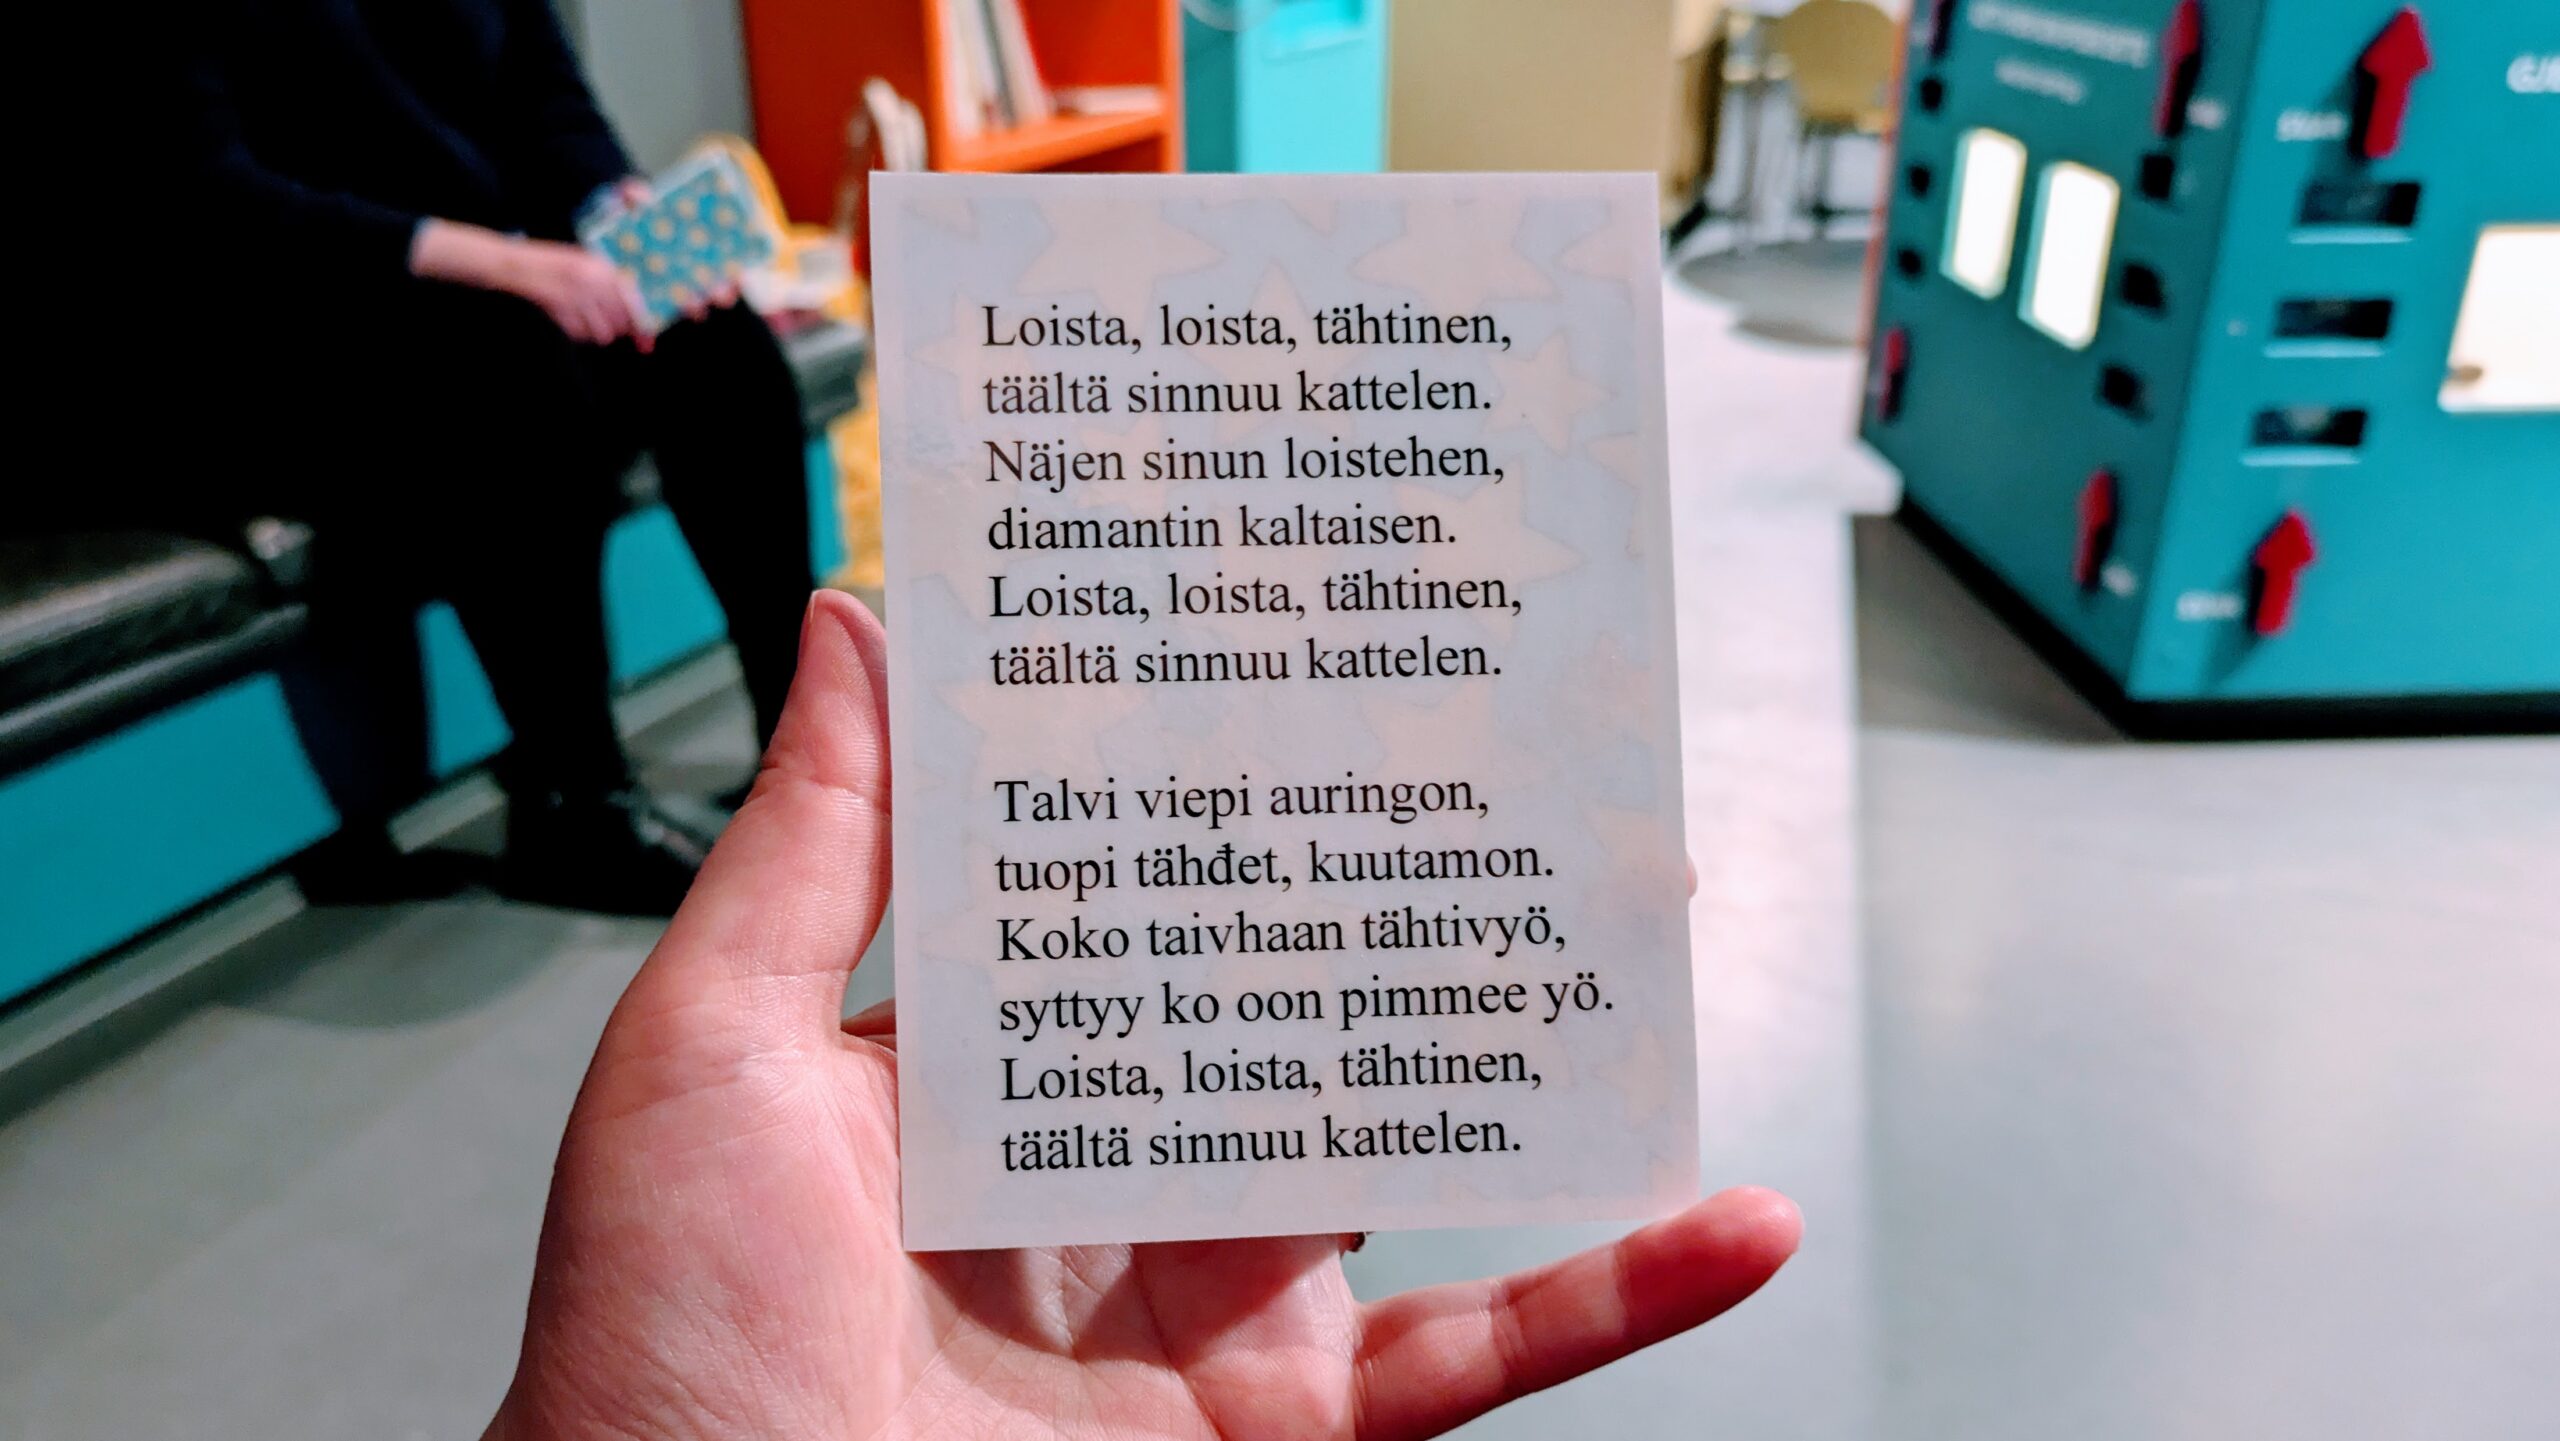 Loista, loista, tähtinen,
täältä sinnuu kattelen.
Näjen sinun loistehen,
diamantin kaltaisen.
Loista, loista, tähtinen,
täältä sinnuu kattelen.
Talvi viepi auringon,
tuopi tähđet, kuutamon.
Koko taivhaan tähtivyö,
syttyy ko oon pimmee yö.
Loista, loista, tähtinen,
täältä sinnuu kattelen.